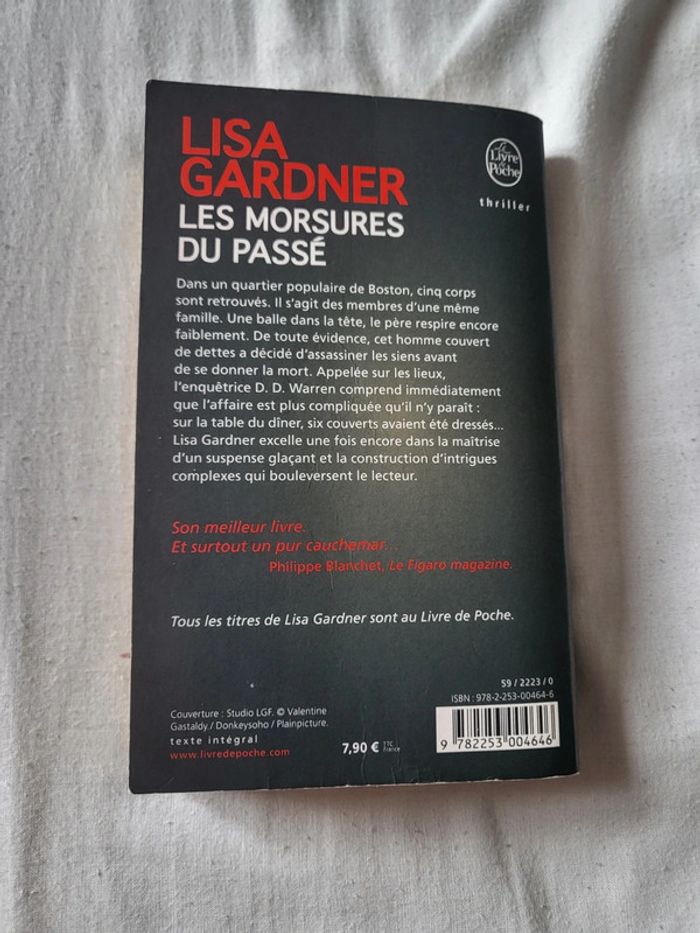 LISA
GARDNER
Le
Livre
de
Poche
thriller
LES MORSURES
DU PASSÉ
Dans un quartier populaire de Boston, cinq corps
sont retrouvés. Il s'agit des membres d'une même
famille. Une balle dans la tête, le père respire encore
faiblement. De toute évidence, cet homme couvert
de dettes a décidé d'assassiner les siens avant
de se donner la mort. Appelée sur les lieux,
l'enquêtrice D. D. Warren comprend immédiatement
que l'affaire est plus compliquée qu'il n'y paraît :
sur la table du dîner, six couverts avaient été dressés...
Lisa Gardner excelle une fois encore dans la maîtrise
d'un suspense glaçant et la construction d'intrigues
complexes qui bouleversent le lecteur.
Son meilleur livre.
Et surtout un pur cauchemar...
Philippe Blanchet, Le Figaro magazine.
Tous les titres de Lisa Gardner sont au Livre de Poche.
Couverture : Studio LGF. © Valentine
Gastaldy / Donkeysoho / Plainpicture.
texte intégral
www.livredepoche.com
7,90 € TTC
France
59 / 2223 / 0
ISBN : 978-2-253-00464-6
9 782253 004646